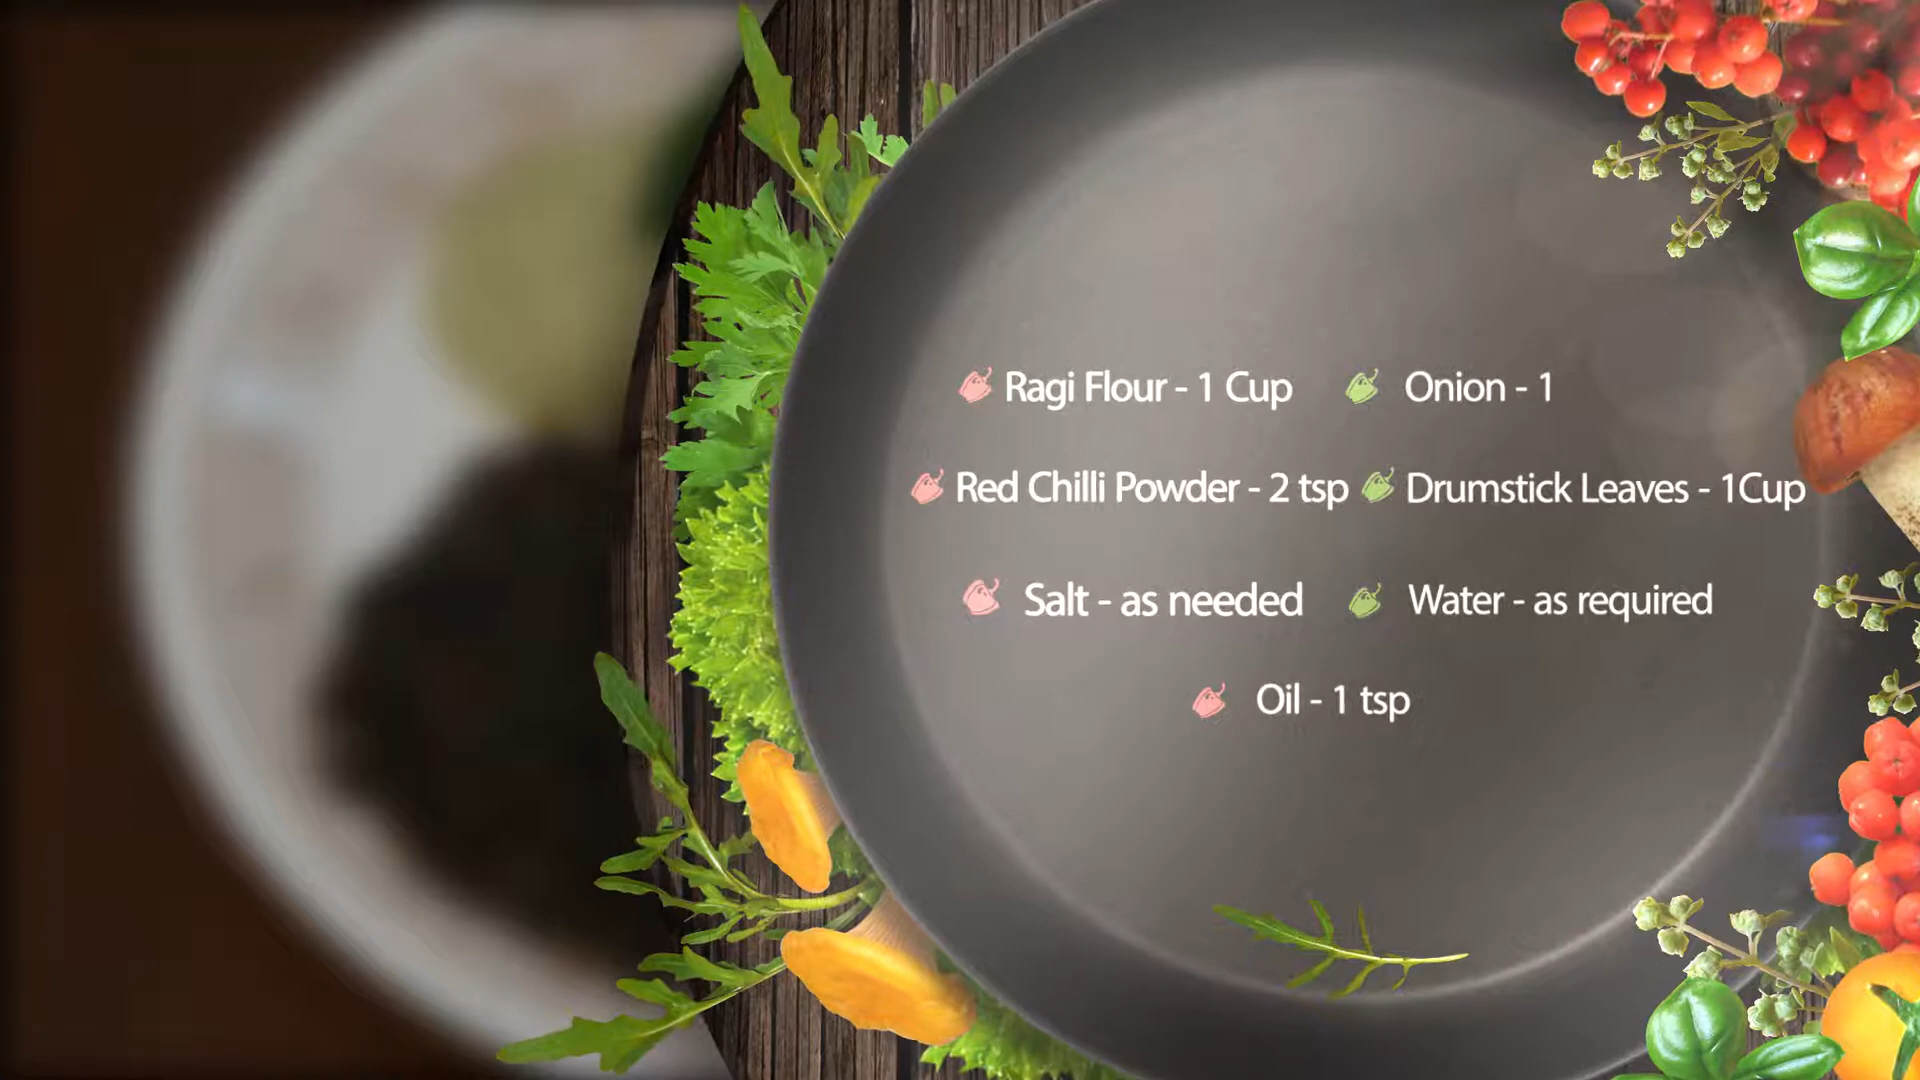 Ragi Flour - 1 Cup Onion - 1
Red Chilli Powder - 2 tsp Drumstick Leaves - 1Cup
Salt - as needed Water - as required
Oil - 1 tsp